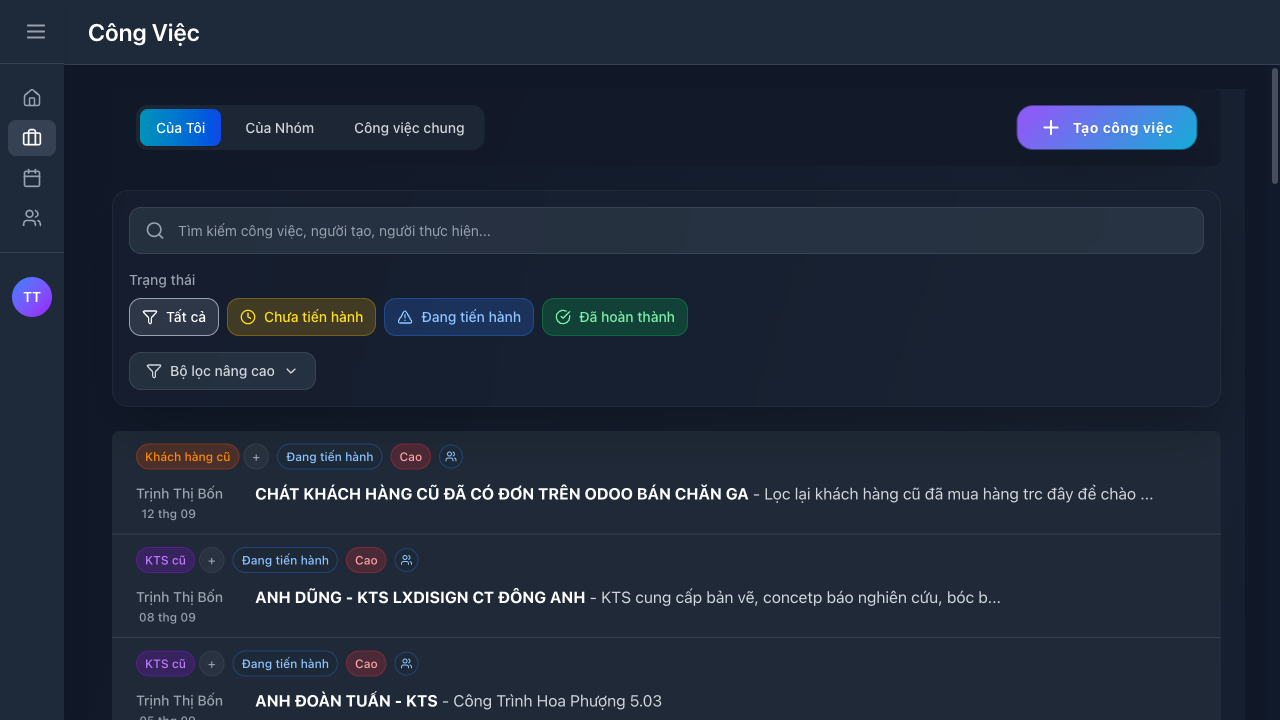 Công Việc
Của Tôi Của Nhóm Công việc chung
Tạo công việc
Tìm kiếm công việc, người tạo, người thực hiện...
TT
Trạng thái
Tất cả Chưa tiến hành Đang tiến hành Đã hoàn thành
Bộ lọc nâng cao
Khách hàng cũ + Đang tiến hành Cao
Trịnh Thị Bốn CHÁT KHÁCH HÀNG CŨ ĐÃ CÓ ĐƠN TRÊN ODOO BÁN CHĂN GA - Lọc lại khách hàng cũ đã mua hàng trc đây để chào ...
12 thg 09
KTS cũ + Đang tiến hành Cao
Trịnh Thị Bốn ANH DŨNG - KTS LXDISIGN CT ĐÔNG ANH - KTS cung cấp bản vẽ, concetp báo nghiên cứu, bóc b...
08 thg 09
KTS cũ + Đang tiến hành Cao
Trịnh Thị Bốn ANH ĐOÀN TUẤN - KTS - Công Trình Hoa Phượng 5.03
05 thg 09